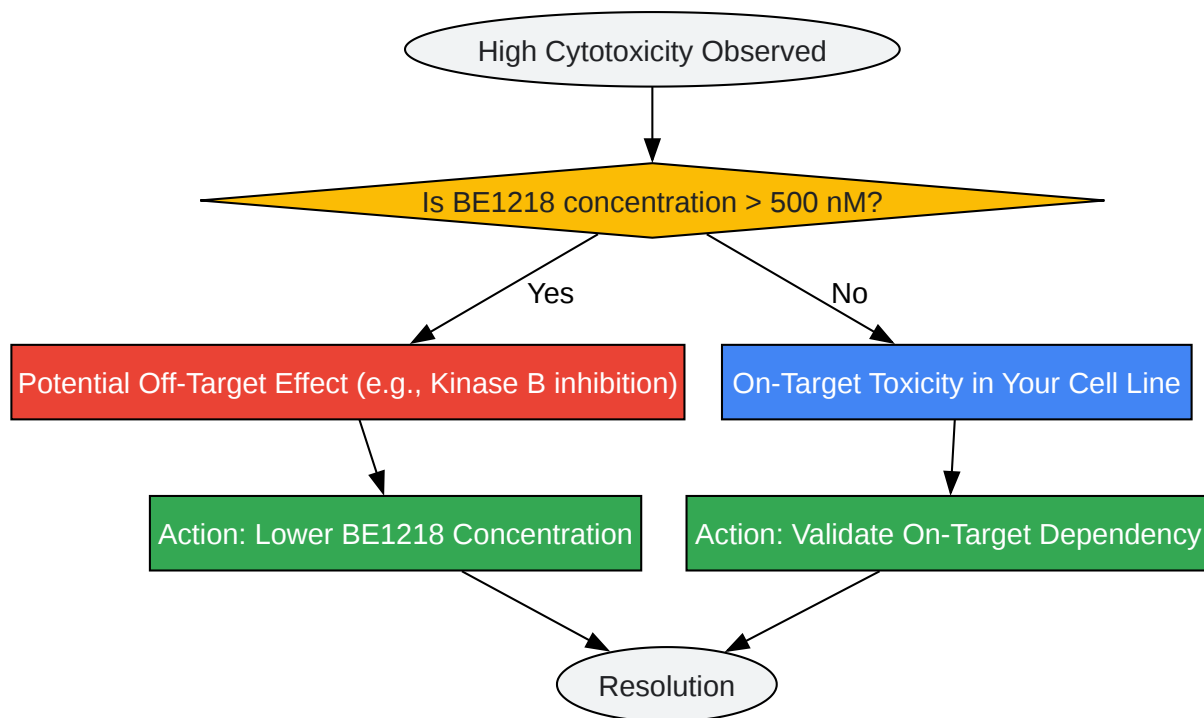 High Cytotoxicity Observed
Is BE1218 concentration > 500 nM?
Yes
No
Potential Off-Target Effect (e.g., Kinase B inhibition)
On-Target Toxicity in Your Cell Line
Action: Lower BE1218 Concentration
Action: Validate On-Target Dependency
Resolution